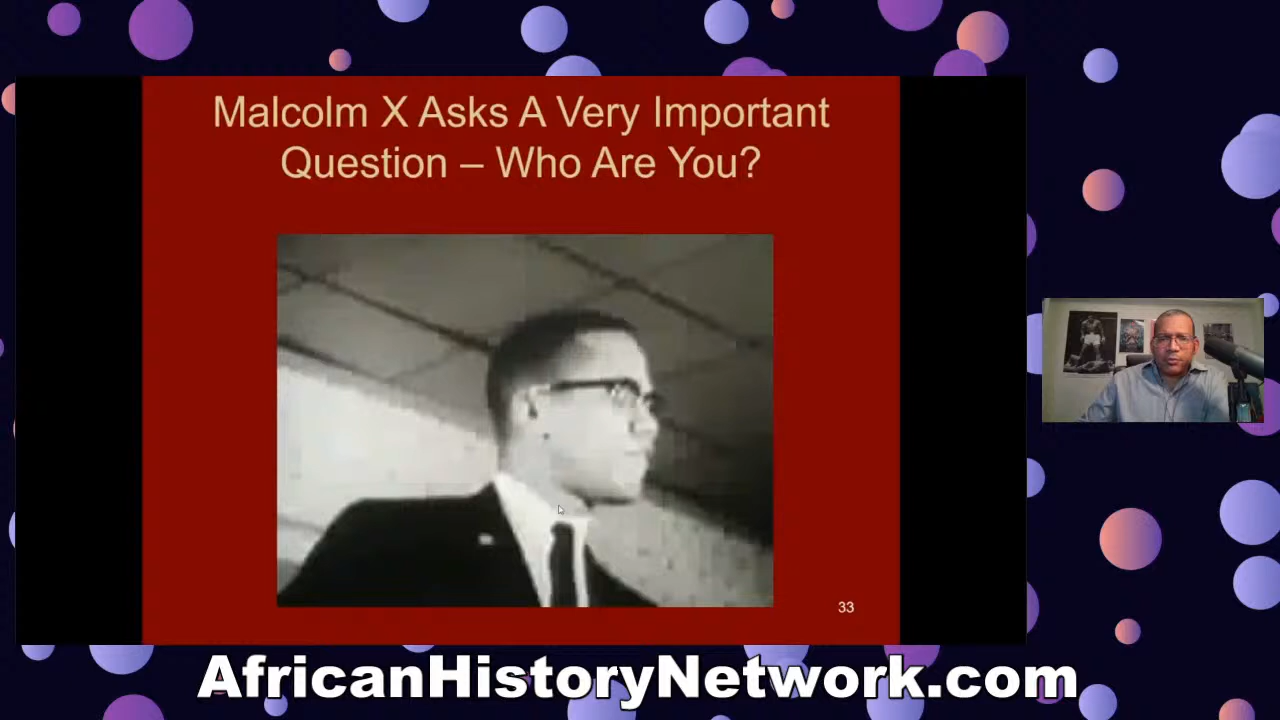 Malcolm X Asks A Very Important
Question – Who Are You?
33
AfricanHistoryNetwork.com